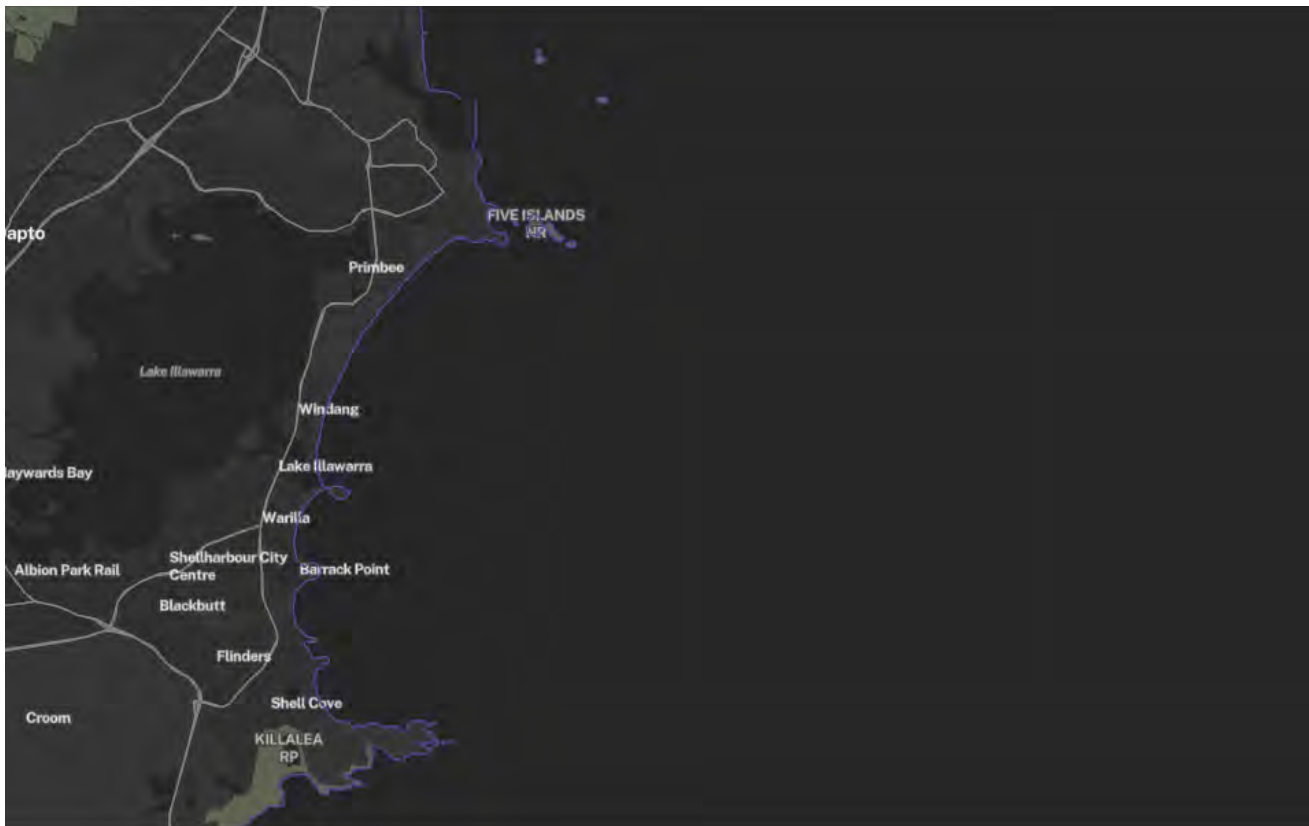 FIVE ISLANDS
NR
apto
Primbee
Lake Illawarra
Windang
Lake Illawarra
aywards Bay
Warilla
Shellharbour City
Centre
Albion Park Rail
Barrack Point
Blackbutt
Flinders
Shell Cove
Croom
KILLALEA
RP